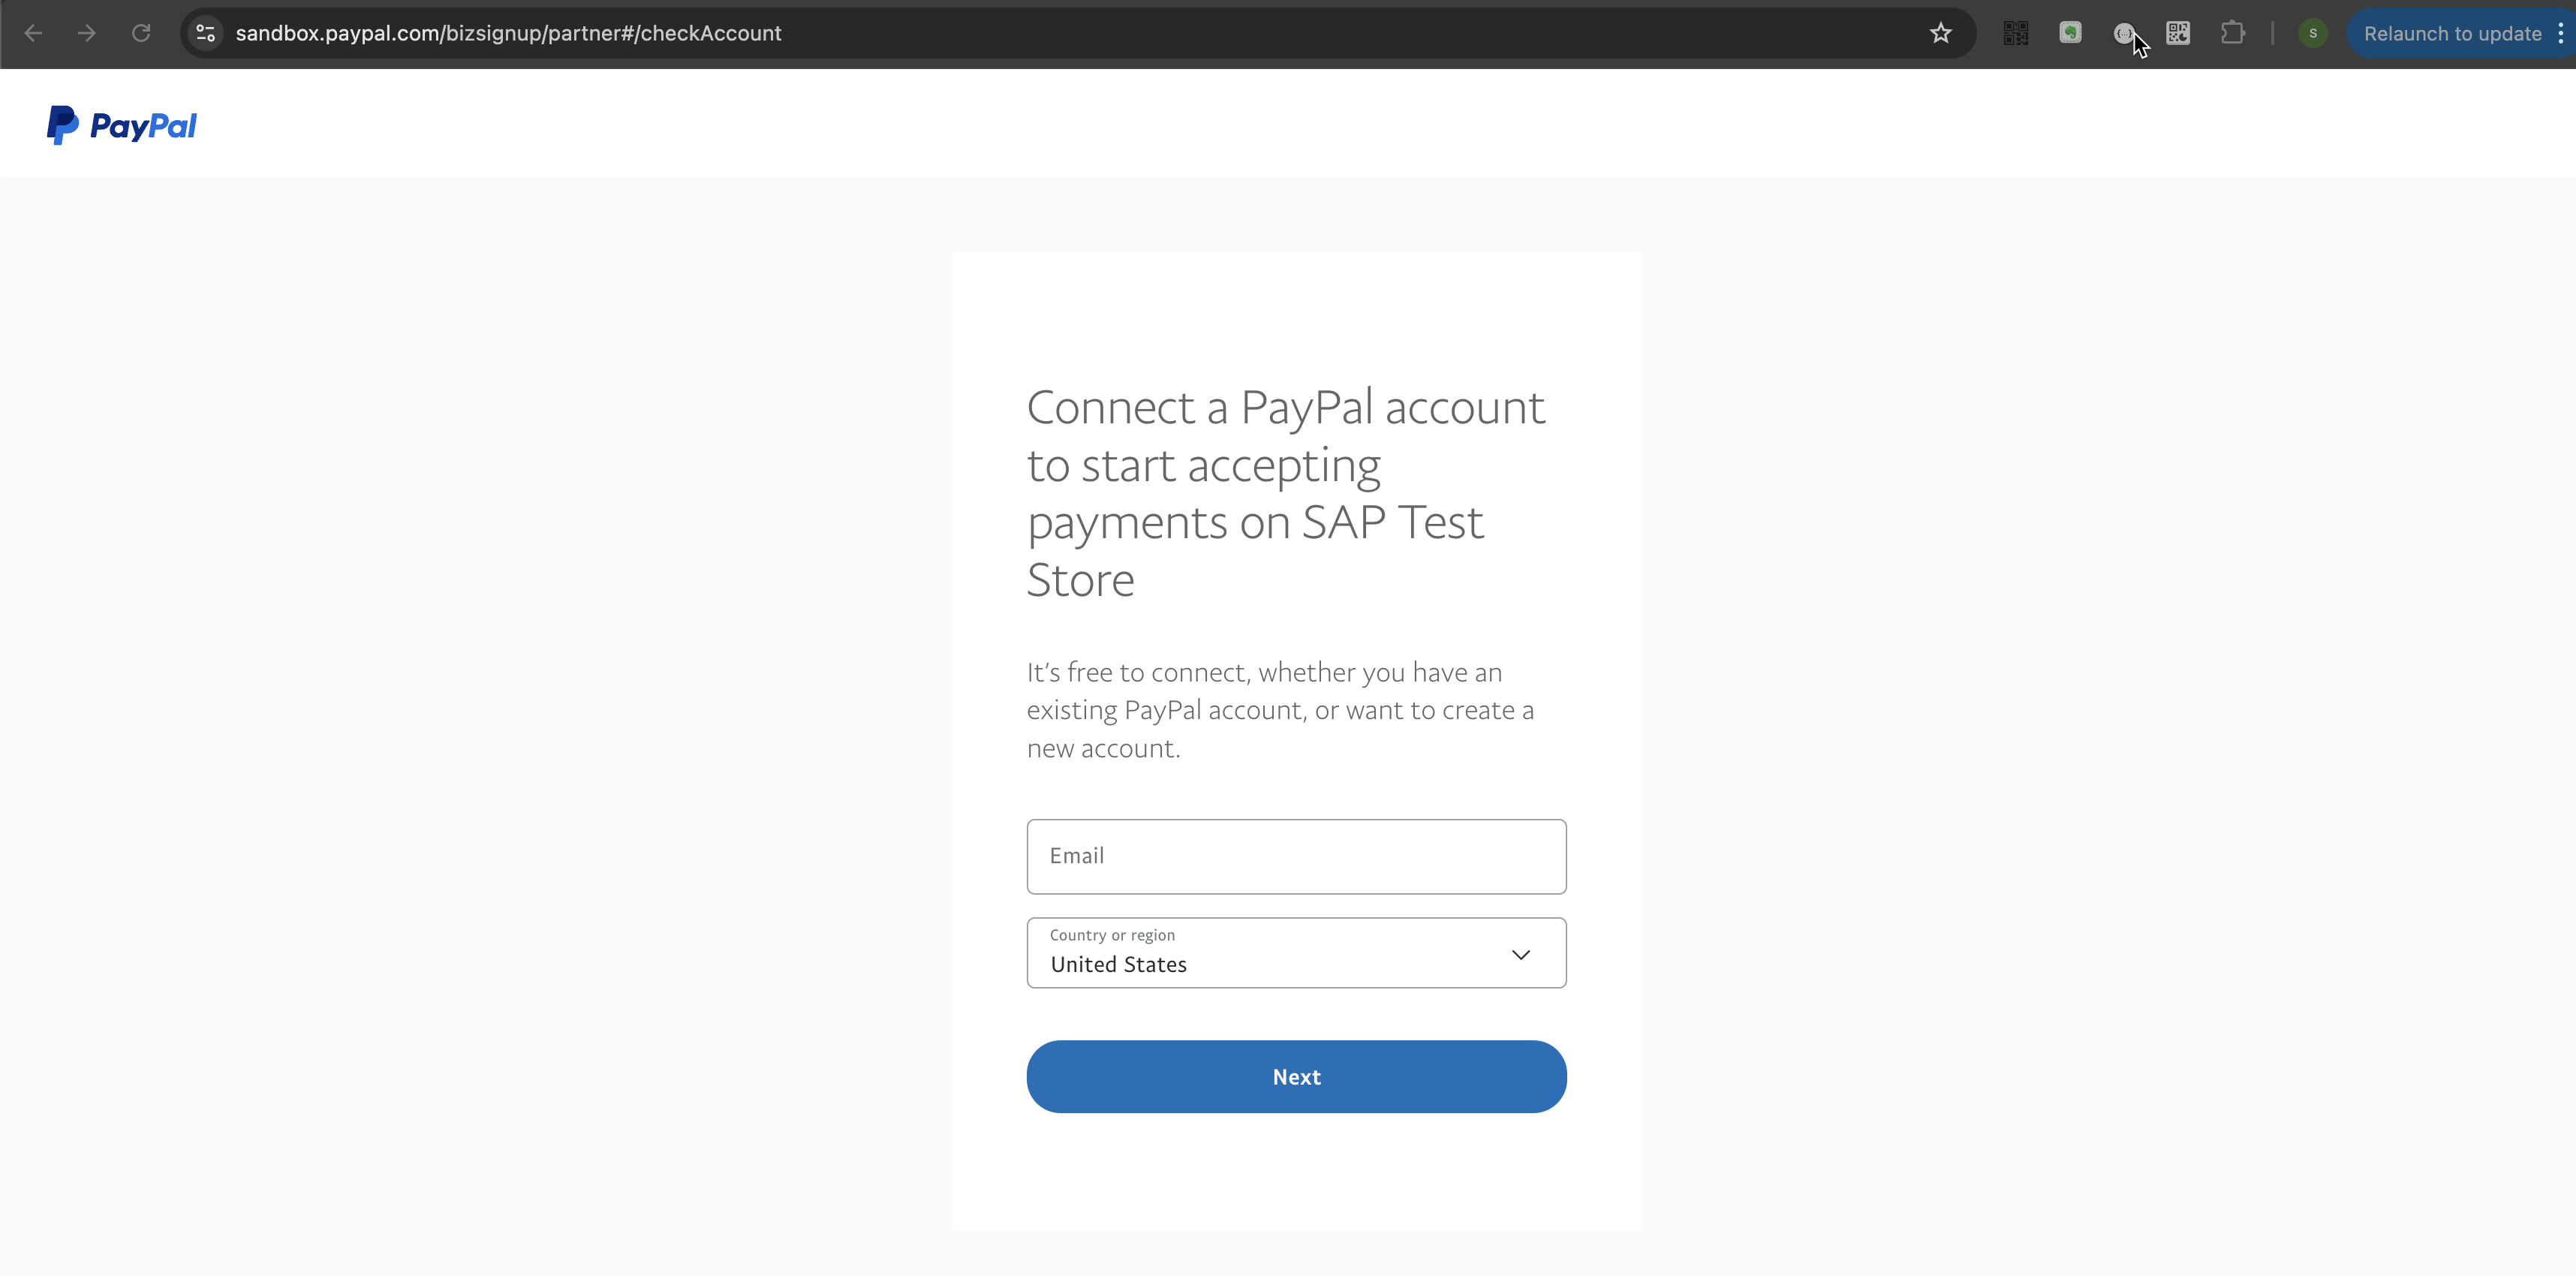 sandbox.paypal.com/bizsignup/partner#/checkAccount
S
Relaunch to update
PayPal
Connect a PayPal account
to start accepting
payments on SAP Test
Store
It’s free to connect, whether you have an
existing PayPal account, or want to create a
new account.
Email
Country or region
United States
Next